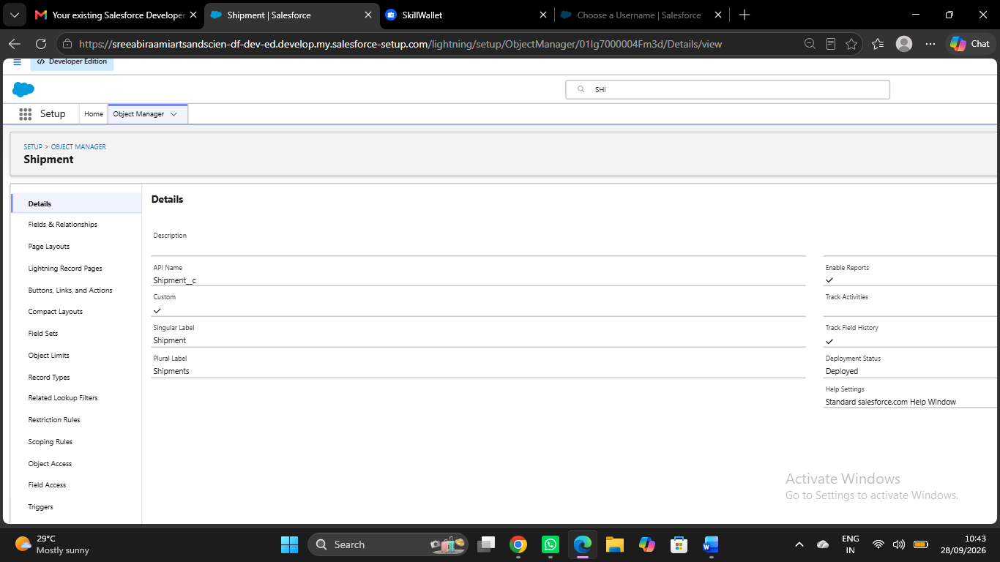 Your existing Salesforce Developer
Shipment | Salesforce
SkillWallet
Choose a Username | Salesforce
https://sreeabiraamiartsandscien-df-dev-ed.develop.my.salesforce-setup.com/lightning/setup/ObjectManager/01Ig7000004Fm3d/Details/view
Chat
Developer Edition
SHI
Setup
Home
Object Manager
SETUP > OBJECT MANAGER
Shipment
Details
Fields & Relationships
Page Layouts
Lightning Record Pages
Buttons, Links, and Actions
Compact Layouts
Field Sets
Object Limits
Record Types
Related Lookup Filters
Restriction Rules
Scoping Rules
Object Access
Field Access
Triggers
Details
Description
API Name
Shipment__c
Custom
Singular Label
Shipment
Plural Label
Shipments
Enable Reports
Track Activities
Track Field History
Deployment Status
Deployed
Help Settings
Standard salesforce.com Help Window
Activate Windows
Go to Settings to activate Windows.
29°C
Mostly sunny
Search
ENG
IN
10:43
28/09/2026